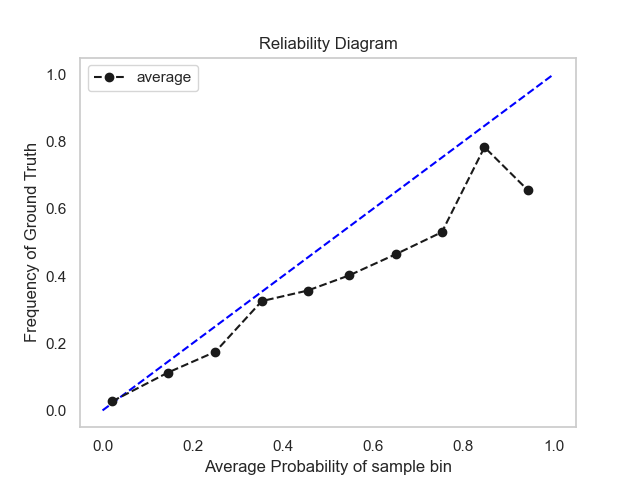 Reliability Diagram
average
1.0
0.8
0.6
0.4
0.2
0.0
Frequency of Ground Truth
0.0 0.2 0.4 0.6 0.8 1.0
Average Probability of sample bin